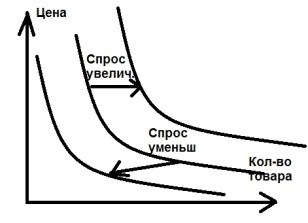 Цена
Спрос
увелич.
Спрос
уменьш
Кол-во
товара